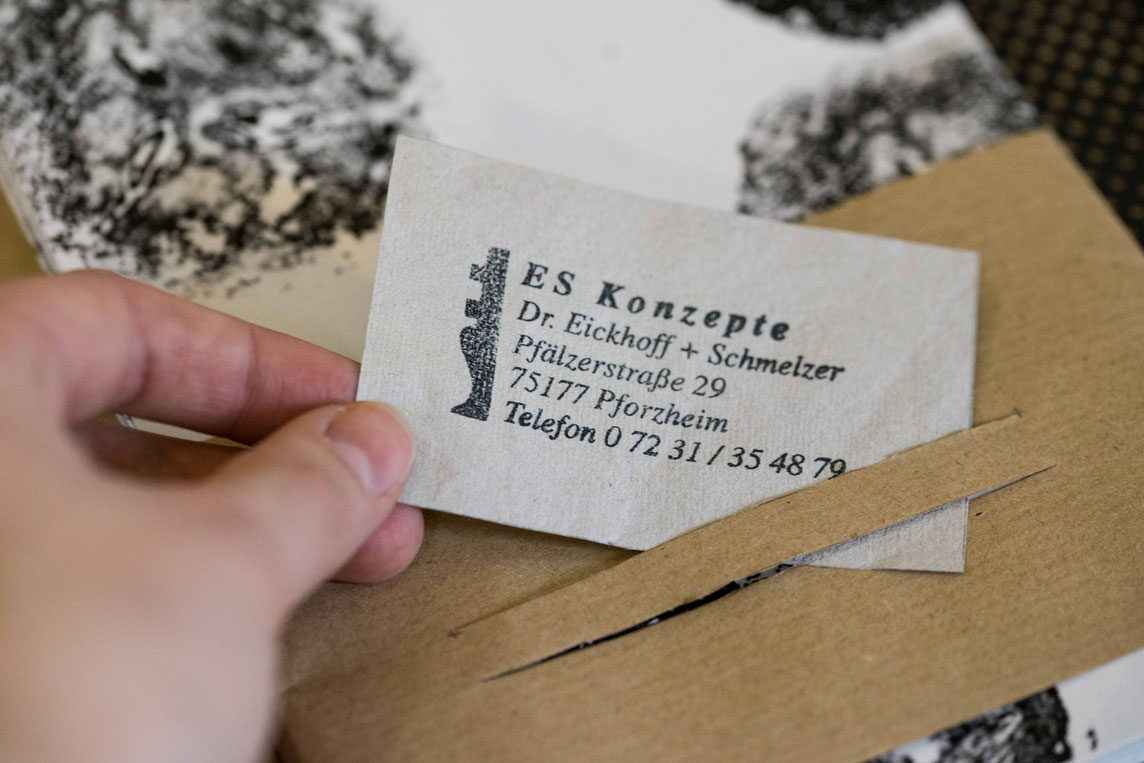 ES Konzepte
Dr. Eickhoff + Schmelzer
Pfälzerstraße 29
75177 Pforzheim
Telefon 0 72 31 / 35 48 79